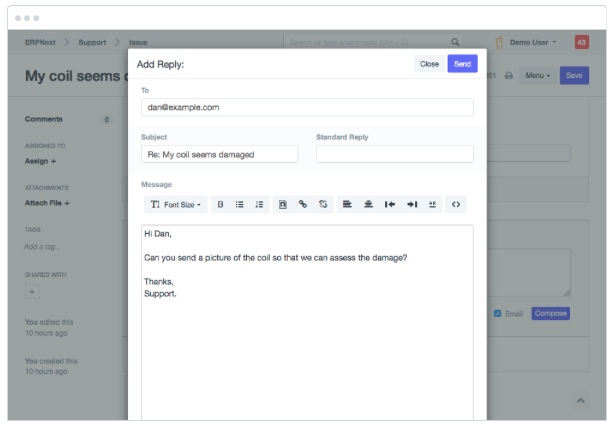 ERPNext > Support > Issue
Search or type a command (Ctrl + G)
Demo User
43
My coil seems d
01
Menu
Save
Comments 0
ASSIGNED TO
Assign +
ATTACHMENTS
Attach File +
TAGS
Add a tag...
SHARED WITH
+
You edited this
10 hours ago
You created this
10 hours ago
Add Reply:
Close
Send
To
dan@example.com
Subject
Standard Reply
Re: My coil seems damaged
Message
Font Size
B
Hi Dan,
Can you send a picture of the coil so that we can assess the damage?
Thanks,
Support.
Email
Compose